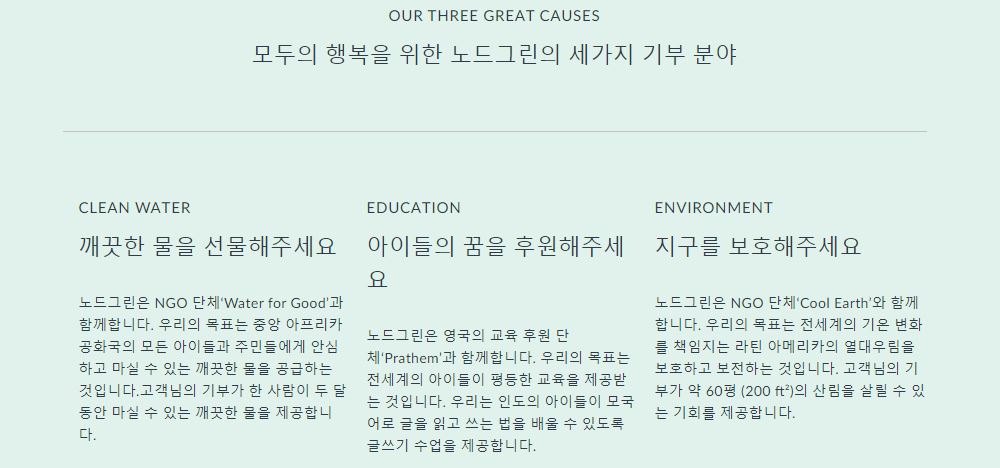 OUR THREE GREAT CAUSES
모두의 행복을 위한 노드그린의 세가지 기부 분야
CLEAN WATER
깨끗한 물을 선물해주세요
노드그린은 NGO 단체‘Water for Good’과
함께합니다. 우리의 목표는 중앙 아프리카
공화국의 모든 아이들과 주민들에게 안심
하고 마실 수 있는 깨끗한 물을 공급하는
것입니다.고객님의 기부가 한 사람이 두 달
동안 마실 수 있는 깨끗한 물을 제공합니
다.
EDUCATION
아이들의 꿈을 후원해주세
요
노드그린은 영국의 교육 후원 단
체‘Prathem’과 함께합니다. 우리의 목표는
전세계의 아이들이 평등한 교육을 제공받
는 것입니다. 우리는 인도의 아이들이 모국
어로 글을 읽고 쓰는 법을 배울 수 있도록
글쓰기 수업을 제공합니다.
ENVIRONMENT
지구를 보호해주세요
노드그린은 NGO 단체‘Cool Earth’와 함께
합니다. 우리의 목표는 전세계의 기온 변화
를 책임지는 라틴 아메리카의 열대우림을
보호하고 보전하는 것입니다. 고객님의 기
부가 약 60평 (200 ft²)의 산림을 살릴 수 있
는 기회를 제공합니다.